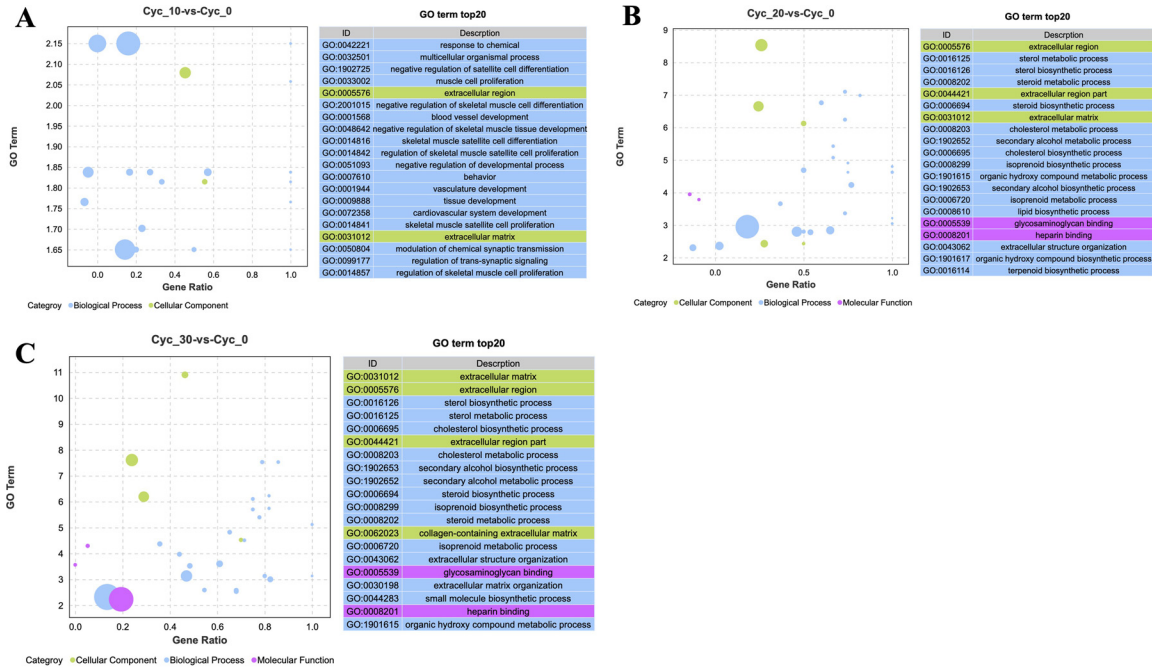 A
Cyc_10-vs-Cyc_0
GO Term
2.15
2.10
2.05
2.00
1.95
1.90
1.85
1.80
1.75
1.70
1.65
0.0 0.2 0.4 0.6 0.8 1.0
Gene Ratio
Categroy Biological Process Cellular Component
GO term top20
ID Descrption
GO:0042221 response to chemical
GO:0032501 multicellular organismal process
GO:1902725 negative regulation of satellite cell differentiation
GO:0033002 muscle cell proliferation
GO:0005576 extracellular region
GO:2001015 negative regulation of skeletal muscle cell differentiation
GO:0001568 blood vessel development
GO:0048642 negative regulation of skeletal muscle tissue development
GO:0014816 skeletal muscle satellite cell differentiation
GO:0014842 regulation of skeletal muscle satellite cell proliferation
GO:0051093 negative regulation of developmental process
GO:0007610 behavior
GO:0001944 vasculature development
GO:0009888 tissue development
GO:0072358 cardiovascular system development
GO:0014841 skeletal muscle satellite cell proliferation
GO:0031012 extracellular matrix
GO:0050804 modulation of chemical synaptic transmission
GO:0099177 regulation of trans-synaptic signaling
GO:0014857 regulation of skeletal muscle cell proliferation
B
Cyc_20-vs-Cyc_0
GO Term
9
8
7
6
5
4
3
2
0.0 0.5 1.0
Gene Ratio
Categroy Cellular Component Biological Process Molecular Function
GO term top20
ID Descrption
GO:0005576 extracellular region
GO:0016125 sterol metabolic process
GO:0016126 sterol biosynthetic process
GO:0008202 steroid metabolic process
GO:0044421 extracellular region part
GO:0006694 steroid biosynthetic process
GO:0031012 extracellular matrix
GO:0008203 cholesterol metabolic process
GO:1902652 secondary alcohol metabolic process
GO:0006695 cholesterol biosynthetic process
GO:0008299 isoprenoid biosynthetic process
GO:1901615 organic hydroxy compound metabolic process
GO:1902653 secondary alcohol biosynthetic process
GO:0006720 isoprenoid metabolic process
GO:0008610 lipid biosynthetic process
GO:0005539 glycosaminoglycan binding
GO:0008201 heparin binding
GO:0043062 extracellular structure organization
GO:1901617 organic hydroxy compound biosynthetic process
GO:0016114 terpenoid biosynthetic process
C
Cyc_30-vs-Cyc_0
GO Term
11
10
9
8
7
6
5
4
3
2
0.0 0.2 0.4 0.6 0.8 1.0
Gene Ratio
Categroy Cellular Component Biological Process Molecular Function
GO term top20
ID Descrption
GO:0031012 extracellular matrix
GO:0005576 extracellular region
GO:0016126 sterol biosynthetic process
GO:0016125 sterol metabolic process
GO:0006695 cholesterol biosynthetic process
GO:0044421 extracellular region part
GO:0008203 cholesterol metabolic process
GO:1902653 secondary alcohol biosynthetic process
GO:1902652 secondary alcohol metabolic process
GO:0006694 steroid biosynthetic process
GO:0008299 isoprenoid biosynthetic process
GO:0008202 steroid metabolic process
GO:0062023 collagen-containing extracellular matrix
GO:0006720 isoprenoid metabolic process
GO:0043062 extracellular structure organization
GO:0005539 glycosaminoglycan binding
GO:0030198 extracellular matrix organization
GO:0044283 small molecule biosynthetic process
GO:0008201 heparin binding
GO:1901615 organic hydroxy compound metabolic process